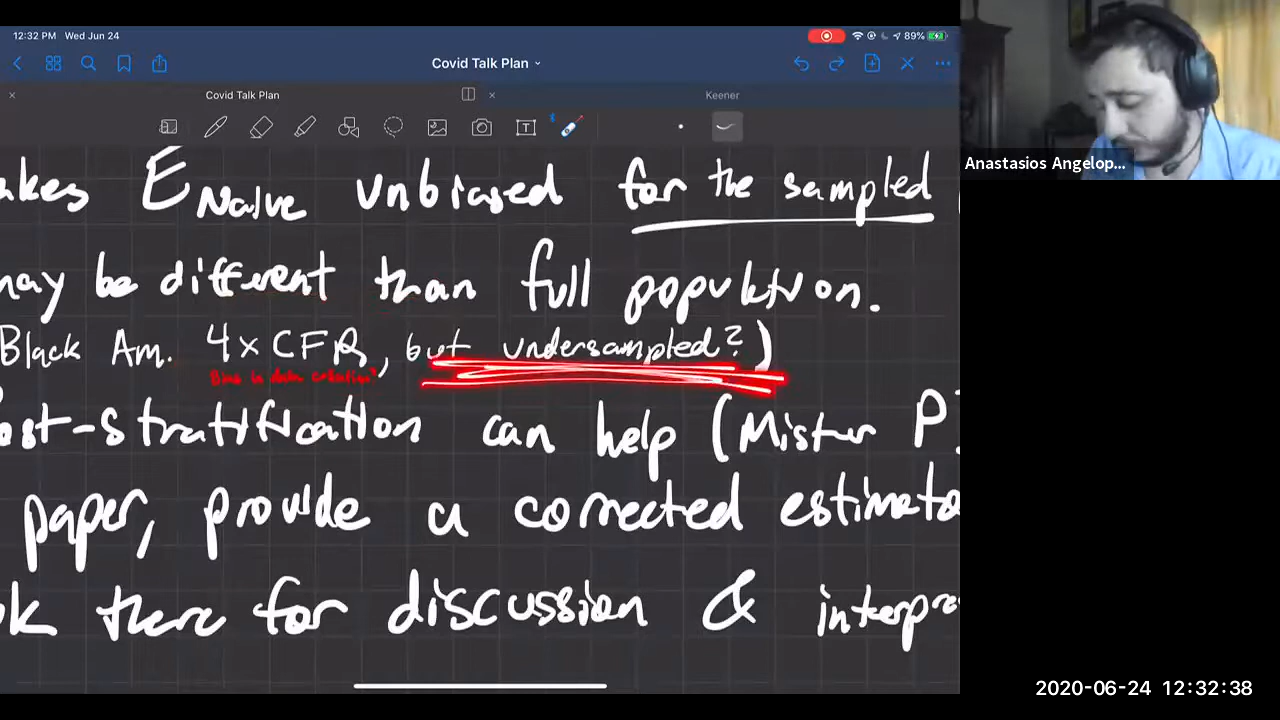 12:32 PM Wed Jun 24
89%
Covid Talk Plan
Covid Talk Plan
Keener
T
Anastasios Angelop...
akes E Naive unbiased for the sampled
may be different than full population.
Black Am. 4x CFR, but undersampled?)
Bias in data collection?
ost-stratification can help (Mister P.
paper, provide a corrected estimato
ok there for discussion & interpre
2020-06-24 12:32:38